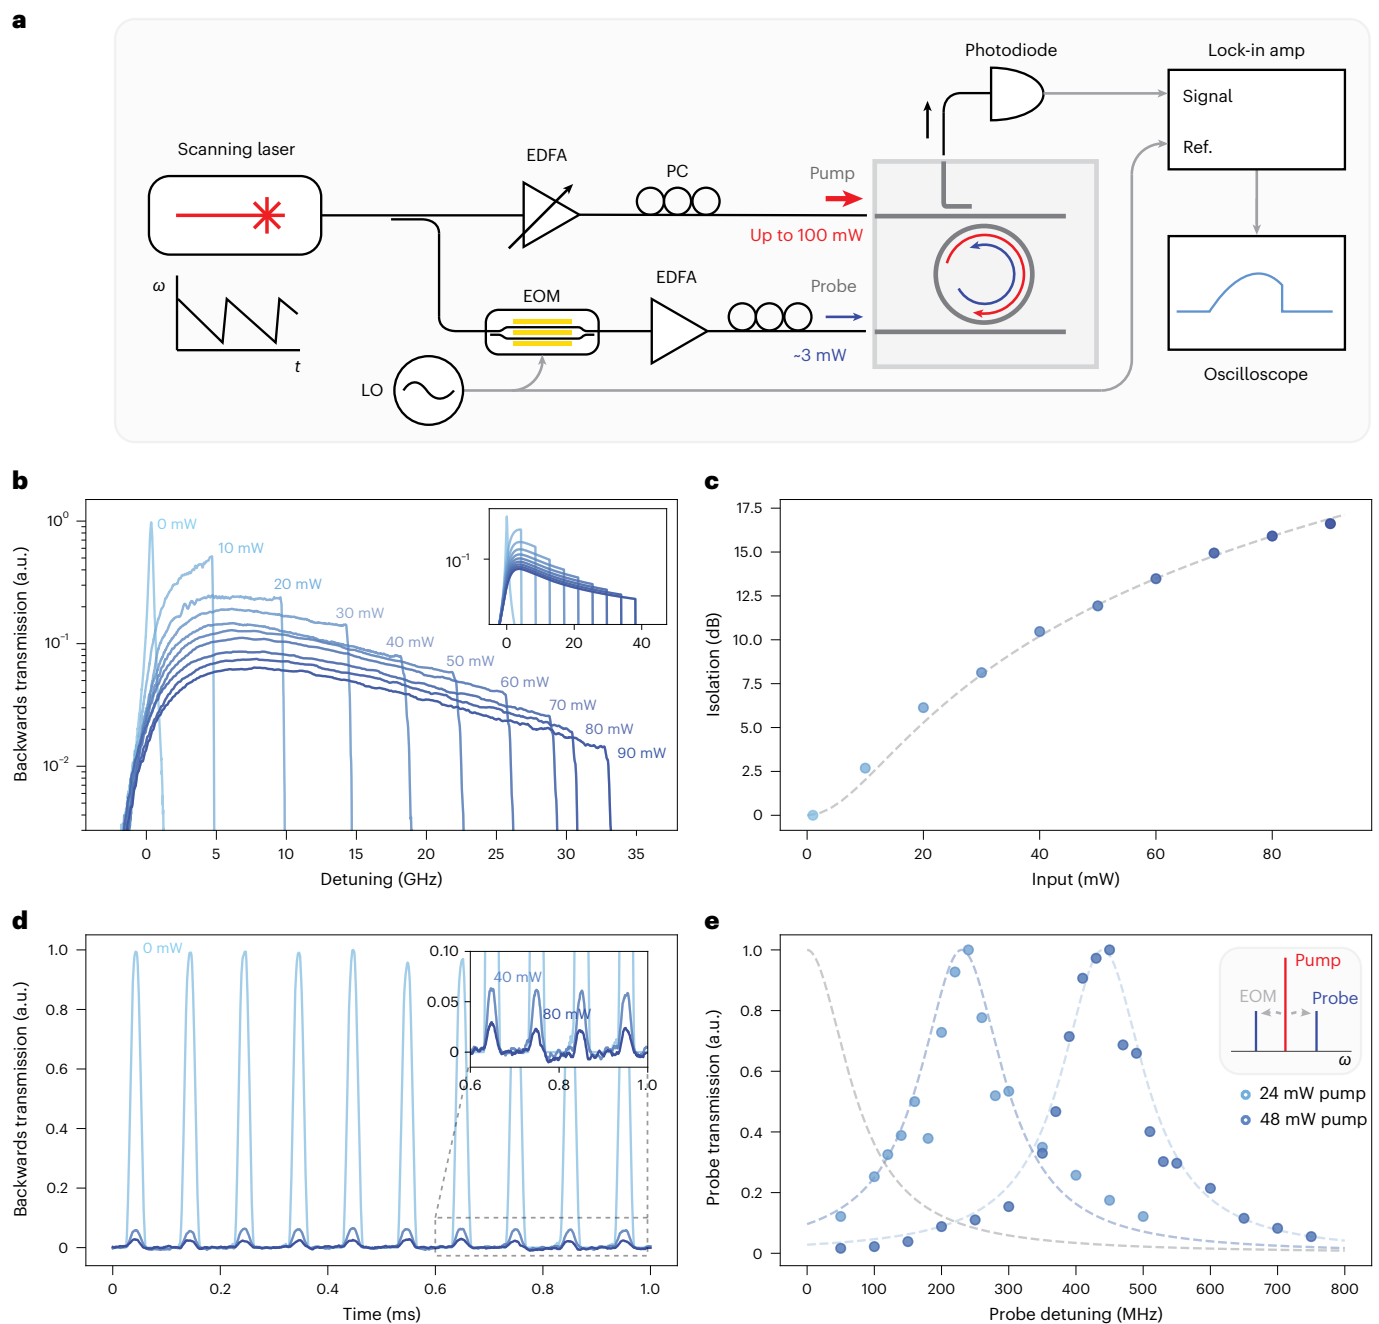 a
Photodiode
Lock-in amp
Signal
Ref.
Scanning laser
EDFA
PC
Pump
Up to 100 mW
ω
t
EOM
EDFA
Probe
~3 mW
LO
Oscilloscope
b
Backwards transmission (a.u.)
10⁰
10⁻¹
10⁻²
0 mW
10 mW
20 mW
30 mW
40 mW
50 mW
60 mW
70 mW
80 mW
90 mW
10⁻¹
0 20 40
0 5 10 15 20 25 30 35
Detuning (GHz)
c
Isolation (dB)
17.5
15.0
12.5
10.0
7.5
5.0
2.5
0
0 20 40 60 80
Input (mW)
d
Backwards transmission (a.u.)
1.0
0.8
0.6
0.4
0.2
0
0 mW
0.10
0.05
0
40 mW
80 mW
0.6 0.8 1.0
0 0.2 0.4 0.6 0.8 1.0
Time (ms)
e
Probe transmission (a.u.)
1.0
0.8
0.6
0.4
0.2
0
Pump
EOM
Probe
ω
24 mW pump
48 mW pump
0 100 200 300 400 500 600 700 800
Probe detuning (MHz)